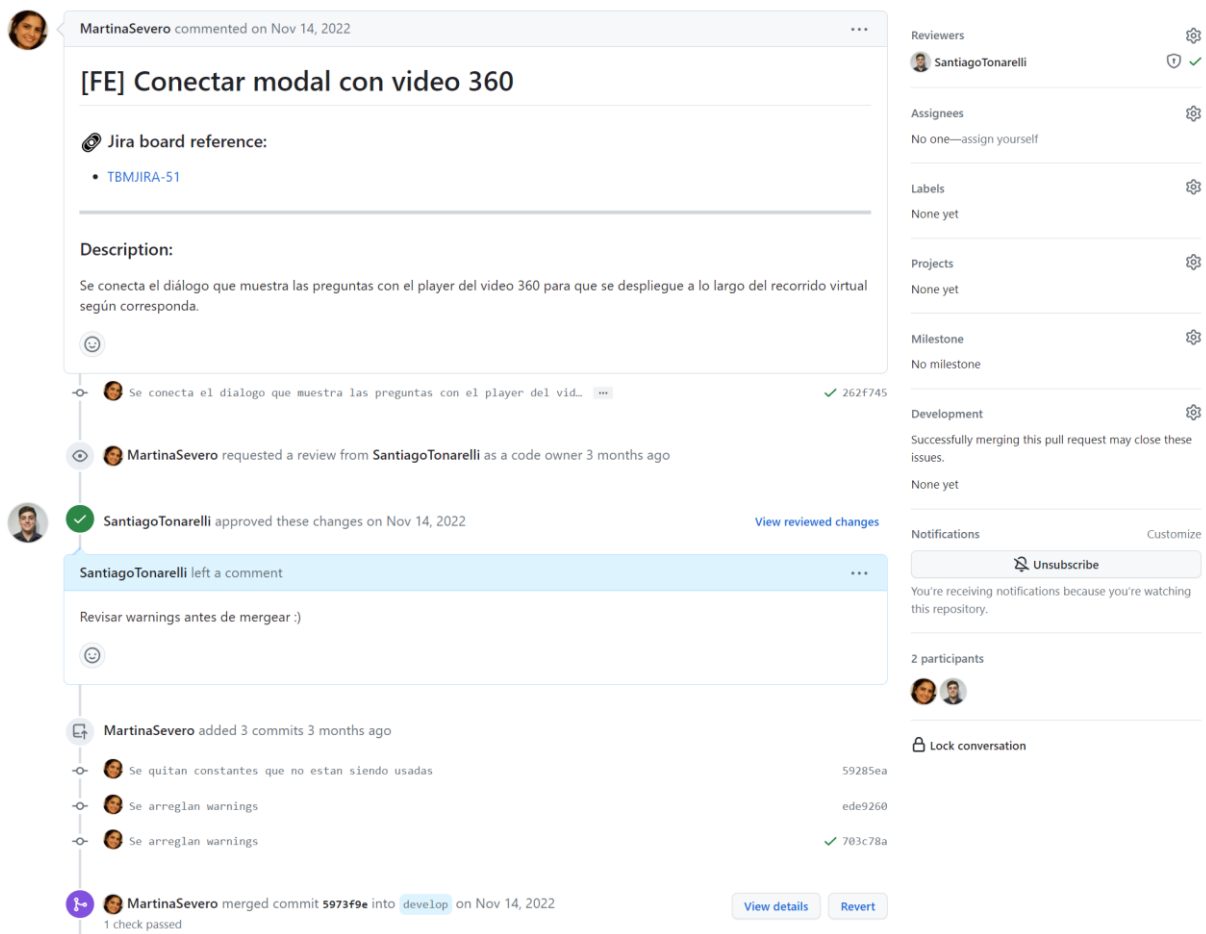 MartinaSevero commented on Nov 14, 2022
[FE] Conectar modal con video 360
Jira board reference:
TBMJIRA-51
Description:
Se conecta el diálogo que muestra las preguntas con el player del video 360 para que se despliegue a lo largo del recorrido virtual
según corresponda.
Se conecta el dialogo que muestra las preguntas con el player del vid… 262f745
MartinaSevero requested a review from SantiagoTonarelli as a code owner 3 months ago
SantiagoTonarelli approved these changes on Nov 14, 2022 View reviewed changes
SantiagoTonarelli left a comment
Revisar warnings antes de mergear :)
MartinaSevero added 3 commits 3 months ago
Se quitan constantes que no estan siendo usadas 59285ea
Se arreglan warnings ede9260
Se arreglan warnings 703c78a
MartinaSevero merged commit 5973f9e into develop on Nov 14, 2022 View details Revert
1 check passed
Reviewers
SantiagoTonarelli
Assignees
No one—assign yourself
Labels
None yet
Projects
None yet
Milestone
No milestone
Development
Successfully merging this pull request may close these
issues.
None yet
Notifications Customize
Unsubscribe
You're receiving notifications because you're watching
this repository.
2 participants
Lock conversation